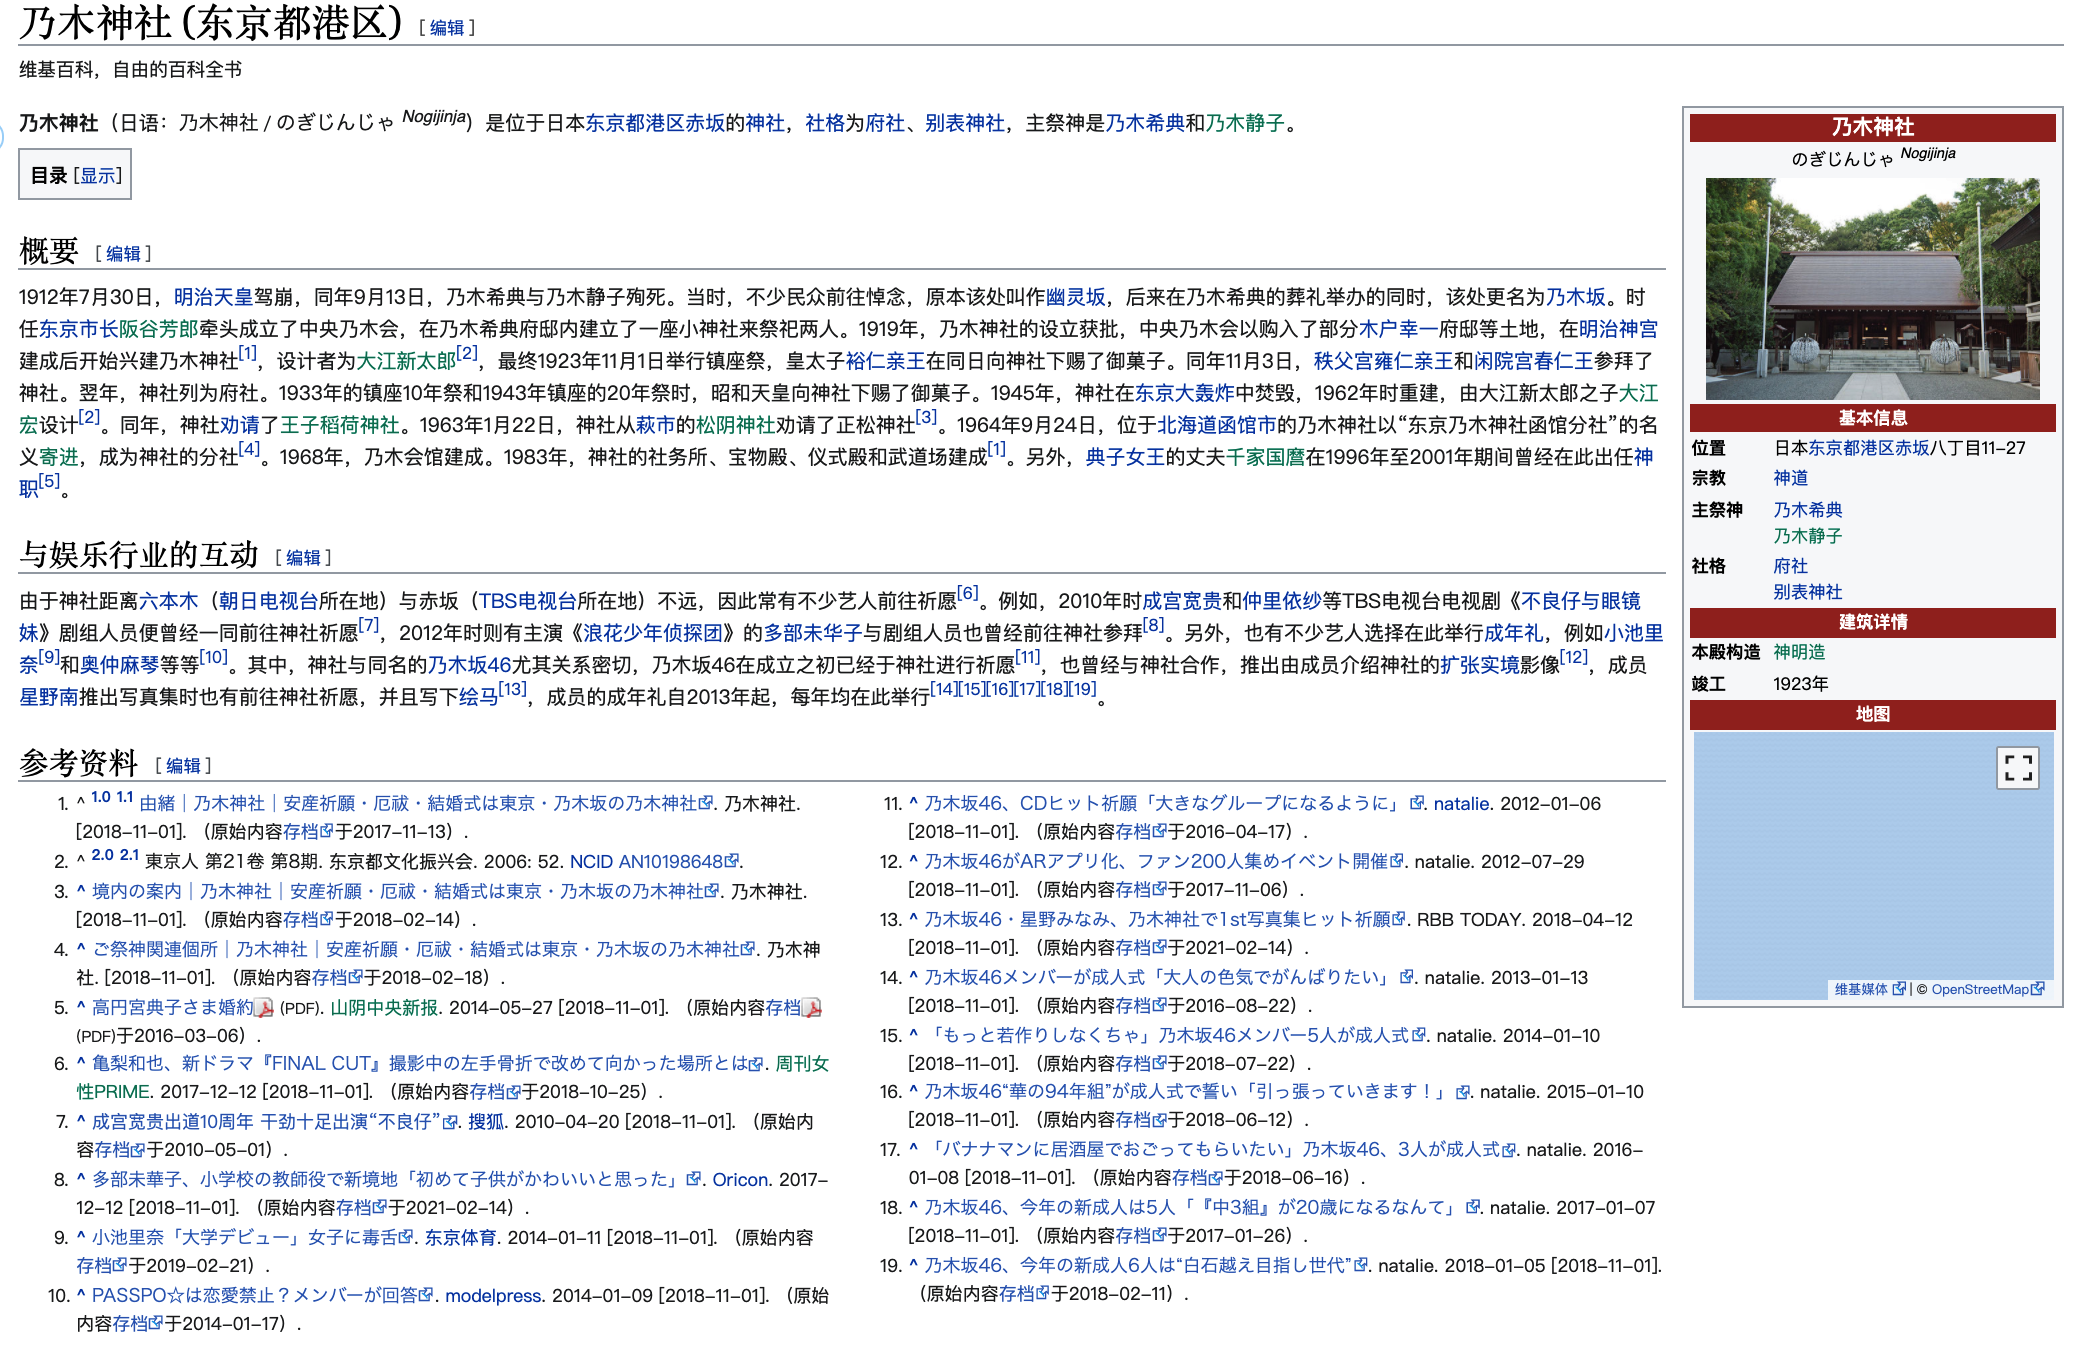 乃木神社 (东京都港区) [ 编辑 ]
维基百科，自由的百科全书
乃木神社（日语：乃木神社 / のぎじんじゃ Nogijinja）是位于日本东京都港区赤坂的神社，社格为府社、别表神社，主祭神是乃木希典和乃木静子。
目录 [显示]
概要 [ 编辑 ]
1912年7月30日，明治天皇驾崩，同年9月13日，乃木希典与乃木静子殉死。当时，不少民众前往悼念，原本该处叫作幽灵坂，后来在乃木希典的葬礼举办的同时，该处更名为乃木坂。时
任东京市长阪谷芳郎牵头成立了中央乃木会，在乃木希典府邸内建立了一座小神社来祭祀两人。1919年，乃木神社的设立获批，中央乃木会以购入了部分木户幸一府邸等土地，在明治神宫
建成后开始兴建乃木神社[1]，设计者为大江新太郎[2]，最终1923年11月1日举行镇座祭，皇太子裕仁亲王在同日向神社下赐了御菓子。同年11月3日，秩父宫雍仁亲王和闲院宫春仁王参拜了
神社。翌年，神社列为府社。1933年的镇座10年祭和1943年镇座的20年祭时，昭和天皇向神社下赐了御菓子。1945年，神社在东京大轰炸中焚毁，1962年时重建，由大江新太郎之子大江
宏设计[2]。同年，神社劝请了王子稻荷神社。1963年1月22日，神社从萩市的松阴神社劝请了正松神社[3]。1964年9月24日，位于北海道函馆市的乃木神社以“东京乃木神社函馆分社”的名
义寄进，成为神社的分社[4]。1968年，乃木会馆建成。1983年，神社的社务所、宝物殿、仪式殿和武道场建成[1]。另外，典子女王的丈夫千家国麿在1996年至2001年期间曾经在此出任神
职[5]。
与娱乐行业的互动 [ 编辑 ]
由于神社距离六本木（朝日电视台所在地）与赤坂（TBS电视台所在地）不远，因此常有不少艺人前往祈愿[6]。例如，2010年时成宫宽贵和仲里依纱等TBS电视台电视剧《不良仔与眼镜
妹》剧组人员便曾经一同前往神社祈愿[7]，2012年时则有主演《浪花少年侦探团》的多部未华子与剧组人员也曾经前往神社参拜[8]。另外，也有不少艺人选择在此举行成年礼，例如小池里
奈[9]和奥仲麻琴等等[10]。其中，神社与同名的乃木坂46尤其关系密切，乃木坂46在成立之初已经于神社进行祈愿[11]，也曾经与神社合作，推出由成员介绍神社的扩张实境影像[12]，成员
星野南推出写真集时也有前往神社祈愿，并且写下绘马[13]，成员的成年礼自2013年起，每年均在此举行[14][15][16][17][18][19]。
参考资料 [ 编辑 ]
1. ^ 1.0 1.1 由緒｜乃木神社｜安産祈願・厄祓・結婚式は東京・乃木坂の乃木神社. 乃木神社.
[2018-11-01]. （原始内容存档于2017-11-13）.
2. ^ 2.0 2.1 東京人 第21卷 第8期. 东京都文化振兴会. 2006: 52. NCID AN10198648.
3. ^ 境内の案内｜乃木神社｜安産祈願・厄祓・結婚式は東京・乃木坂の乃木神社. 乃木神社.
[2018-11-01]. （原始内容存档于2018-02-14）.
4. ^ ご祭神関連個所｜乃木神社｜安産祈願・厄祓・結婚式は東京・乃木坂の乃木神社. 乃木神
社. [2018-11-01]. （原始内容存档于2018-02-18）.
5. ^ 高円宮典子さま婚約 (PDF). 山阴中央新报. 2014-05-27 [2018-11-01]. （原始内容存档
(PDF)于2016-03-06）.
6. ^ 亀梨和也、新ドラマ『FINAL CUT』撮影中の左手骨折で改めて向かった場所とは. 周刊女
性PRIME. 2017-12-12 [2018-11-01]. （原始内容存档于2018-10-25）.
7. ^ 成宫宽贵出道10周年 干劲十足出演“不良仔”. 搜狐. 2010-04-20 [2018-11-01]. （原始内
容存档于2010-05-01）.
8. ^ 多部未華子、小学校の教師役で新境地「初めて子供がかわいいと思った」. Oricon. 2017-
12-12 [2018-11-01]. （原始内容存档于2021-02-14）.
9. ^ 小池里奈「大学デビュー」女子に毒舌. 东京体育. 2014-01-11 [2018-11-01]. （原始内容
存档于2019-02-21）.
10. ^ PASSPO☆は恋愛禁止？メンバーが回答. modelpress. 2014-01-09 [2018-11-01]. （原始
内容存档于2014-01-17）.
11. ^ 乃木坂46、CDヒット祈願「大きなグループになるように」. natalie. 2012-01-06
[2018-11-01]. （原始内容存档于2016-04-17）.
12. ^ 乃木坂46がARアプリ化、ファン200人集めイベント開催. natalie. 2012-07-29
[2018-11-01]. （原始内容存档于2017-11-06）.
13. ^ 乃木坂46・星野みなみ、乃木神社で1st写真集ヒット祈願. RBB TODAY. 2018-04-12
[2018-11-01]. （原始内容存档于2021-02-14）.
14. ^ 乃木坂46メンバーが成人式「大人の色気でがんばりたい」. natalie. 2013-01-13
[2018-11-01]. （原始内容存档于2016-08-22）.
15. ^ 「もっと若作りしなくちゃ」乃木坂46メンバー5人が成人式. natalie. 2014-01-10
[2018-11-01]. （原始内容存档于2018-07-22）.
16. ^ 乃木坂46“華の94年組”が成人式で誓い「引っ張っていきます！」. natalie. 2015-01-10
[2018-11-01]. （原始内容存档于2018-06-12）.
17. ^ 「バナナマンに居酒屋でおごってもらいたい」乃木坂46、3人が成人式. natalie. 2016-
01-08 [2018-11-01]. （原始内容存档于2018-06-16）.
18. ^ 乃木坂46、今年の新成人は5人「『中3組』が20歳になるなんて」. natalie. 2017-01-07
[2018-11-01]. （原始内容存档于2017-01-26）.
19. ^ 乃木坂46、今年の新成人6人は“白石越え目指し世代”. natalie. 2018-01-05 [2018-11-01].
（原始内容存档于2018-02-11）.
乃木神社
のぎじんじゃ Nogijinja
基本信息
位置 日本东京都港区赤坂八丁目11-27
宗教 神道
主祭神 乃木希典
乃木静子
社格 府社
别表神社
建筑详情
本殿构造 神明造
竣工 1923年
地图
维基媒体 | © OpenStreetMap